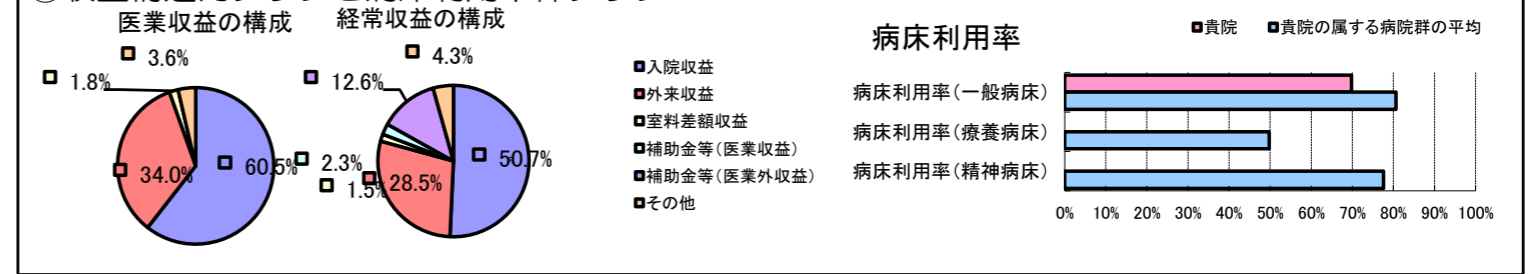 医業収益の構成
3.6%
1.8%
34.0%
60.5%
経常収益の構成
4.3%
12.6%
2.3%
1.5%
28.5%
50.7%
入院収益
外来収益
室料差額収益
補助金等(医業収益)
補助金等(医業外収益)
その他
病床利用率
貴院 貴院の属する病院群の平均
病床利用率(一般病床)
病床利用率(療養病床)
病床利用率(精神病床)
0% 10% 20% 30% 40% 50% 60% 70% 80% 90% 100%